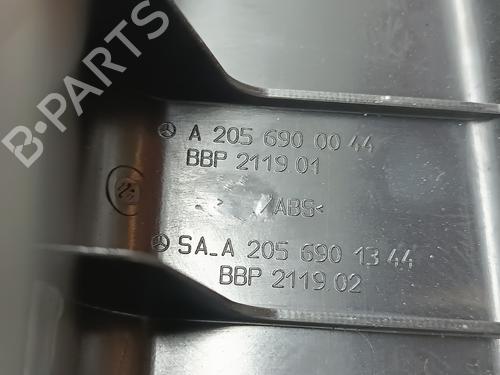 B-PARTS
A 205 690 00 44
BBP 2119 01
/ABS<
SA_A 205 690 13 44
BBP 2119 02